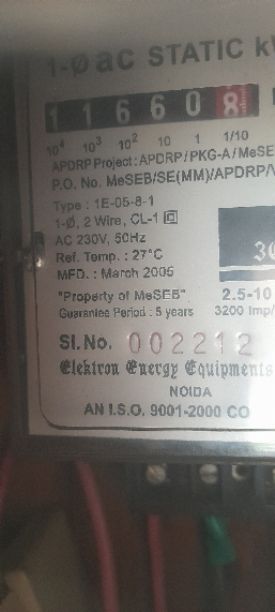 1-Ø aC STATIC k
1 1 6 6 0 8
10⁴ 10³ 10² 10 1 1/10
APDRP Project : APDRP / PKG-A / MeSE
P.O. No. MeSEB/SE(MM)/APDRP/
Type : 1E-05-8-1
1-Ø, 2 Wire, CL-1
AC 230V, 50Hz
Ref. Temp. : 27°C
MFD. : March 2006
"Property of MeSEB" 2.5-10
Guarantee Period : 5 years 3200 Imp/
Sl. No. 002212
Elektron Energy Equipments
NOIDA
AN I.S.O. 9001-2000 CO